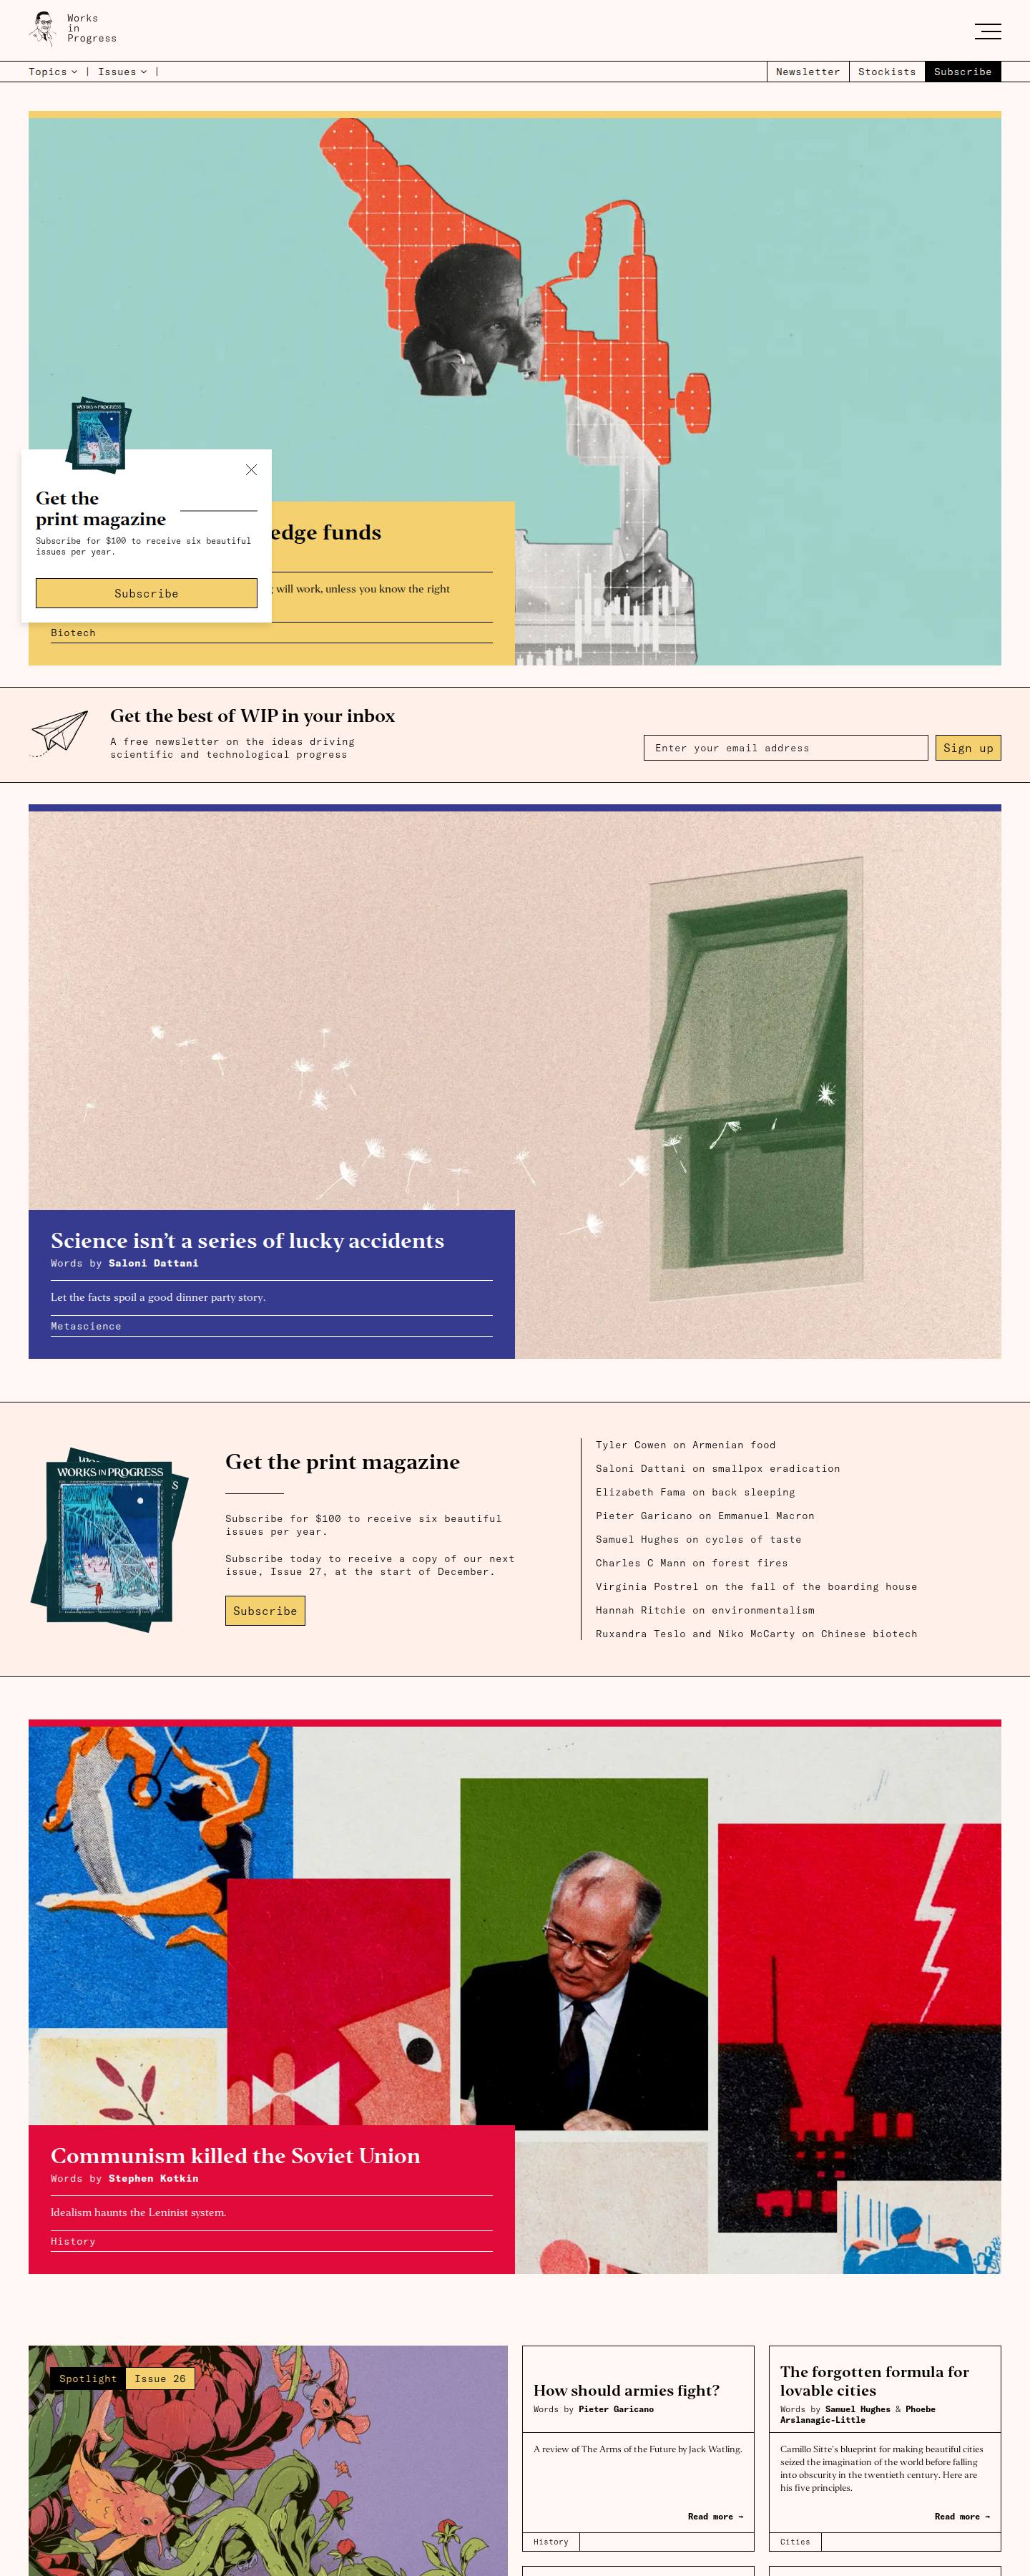 Works
in
Progress
Topics | Issues |
Newsletter
Stockists
Subscribe
WORKS IN PROGRESS
Get the
print magazine
Subscribe for $100 to receive six beautiful
issues per year.
Subscribe
edge funds
will work, unless you know the right
Biotech
Get the best of WIP in your inbox
A free newsletter on the ideas driving
scientific and technological progress
Enter your email address
Sign up
Science isn’t a series of lucky accidents
Words by Saloni Dattani
Let the facts spoil a good dinner party story.
Metascience
WORKS IN PROGRESS
Get the print magazine
Subscribe for $100 to receive six beautiful
issues per year.
Subscribe today to receive a copy of our next
issue, Issue 27, at the start of December.
Subscribe
Tyler Cowen on Armenian food
Saloni Dattani on smallpox eradication
Elizabeth Fama on back sleeping
Pieter Garicano on Emmanuel Macron
Samuel Hughes on cycles of taste
Charles C Mann on forest fires
Virginia Postrel on the fall of the boarding house
Hannah Ritchie on environmentalism
Ruxandra Teslo and Niko McCarty on Chinese biotech
Communism killed the Soviet Union
Words by Stephen Kotkin
Idealism haunts the Leninist system.
History
Spotlight
Issue 26
How should armies fight?
Words by Pieter Garicano
A review of The Arms of the Future by Jack Watling.
Read more →
History
The forgotten formula for
lovable cities
Words by Samuel Hughes & Phoebe
Arslanagic-Little
Camillo Sitte’s blueprint for making beautiful cities
seized the imagination of the world before falling
into obscurity in the twentieth century. Here are
his five principles.
Read more →
Cities